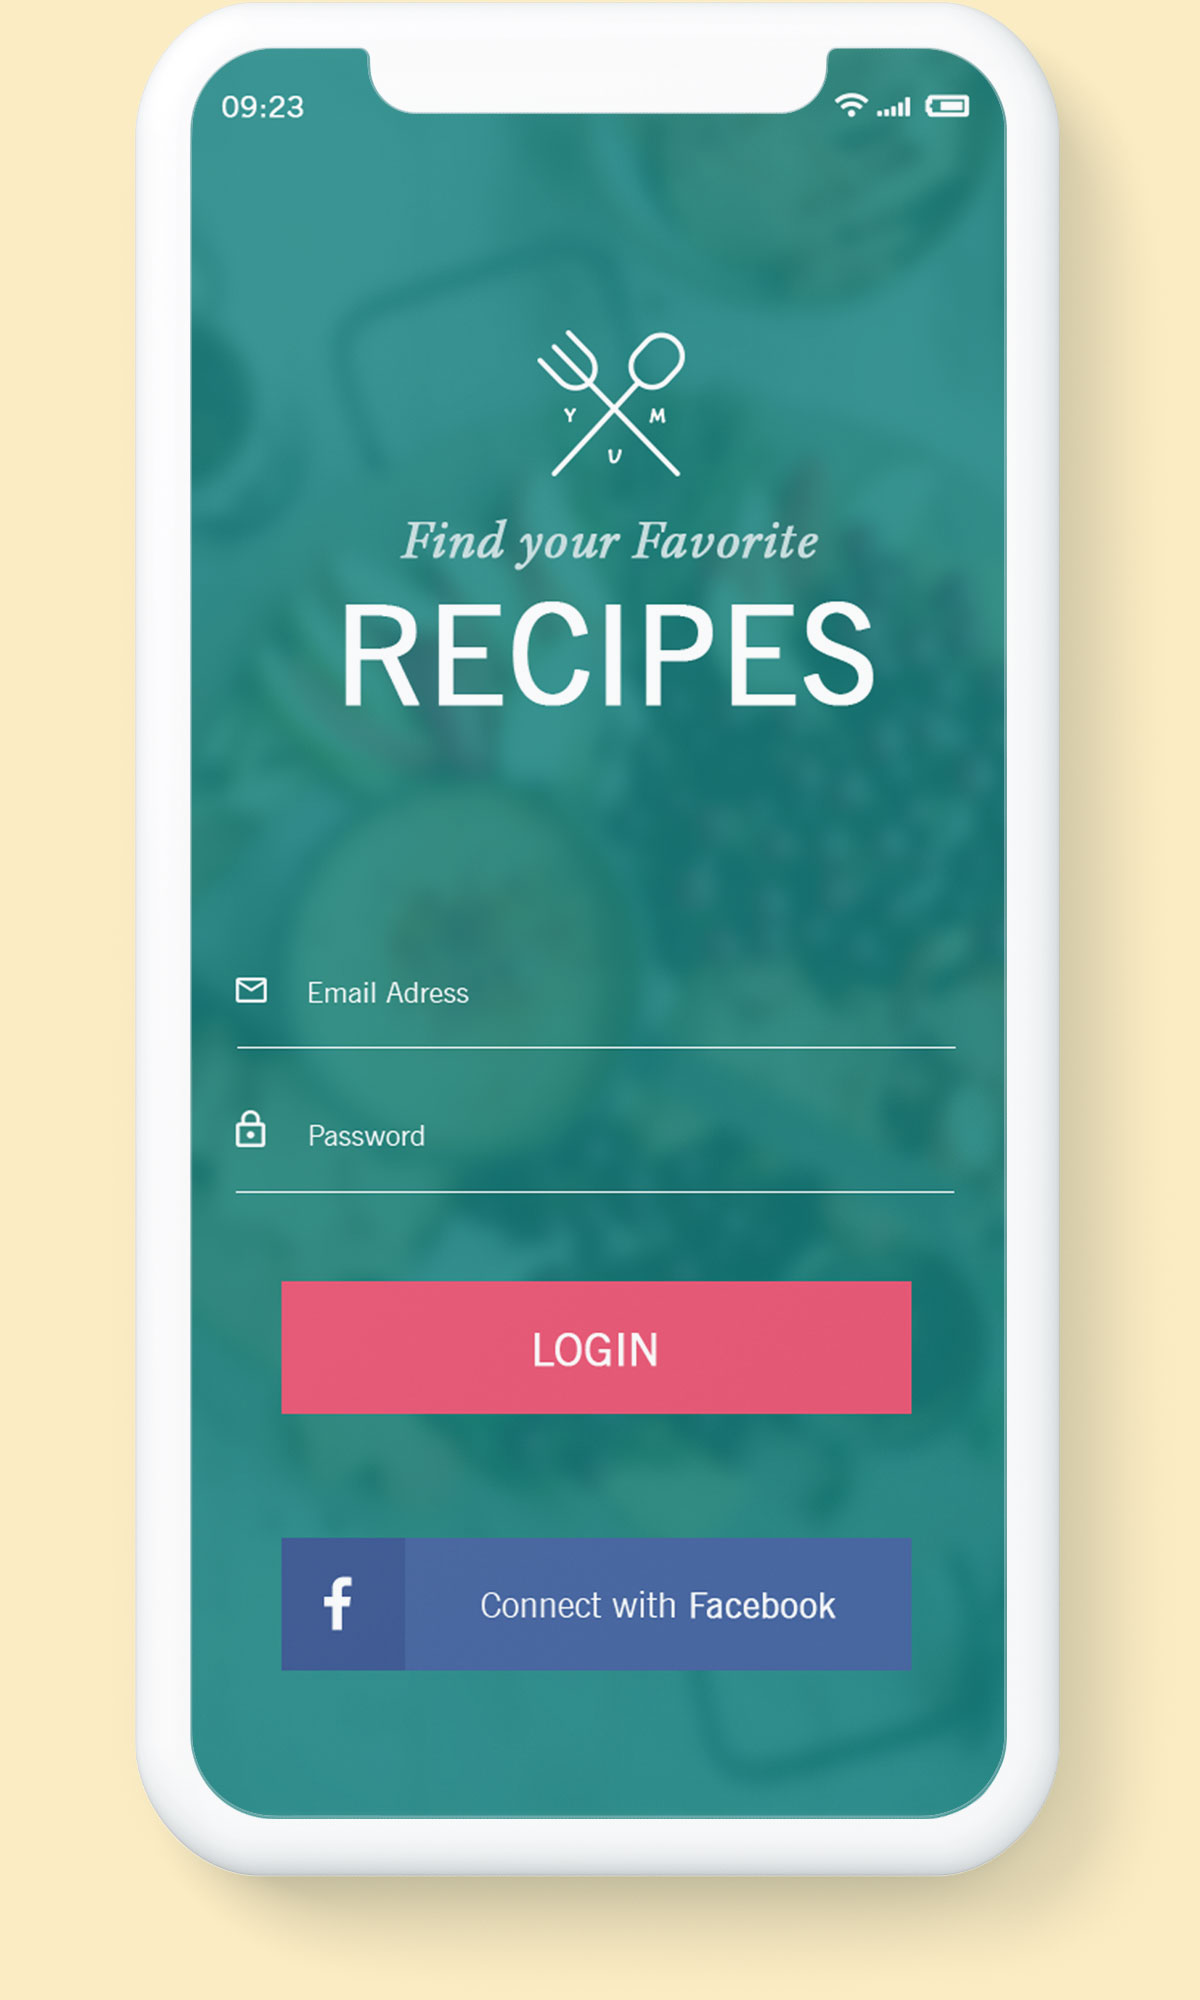 09:23
Y M
U
Find your Favorite
RECIPES
Email Adress
Password
LOGIN
f Connect with Facebook